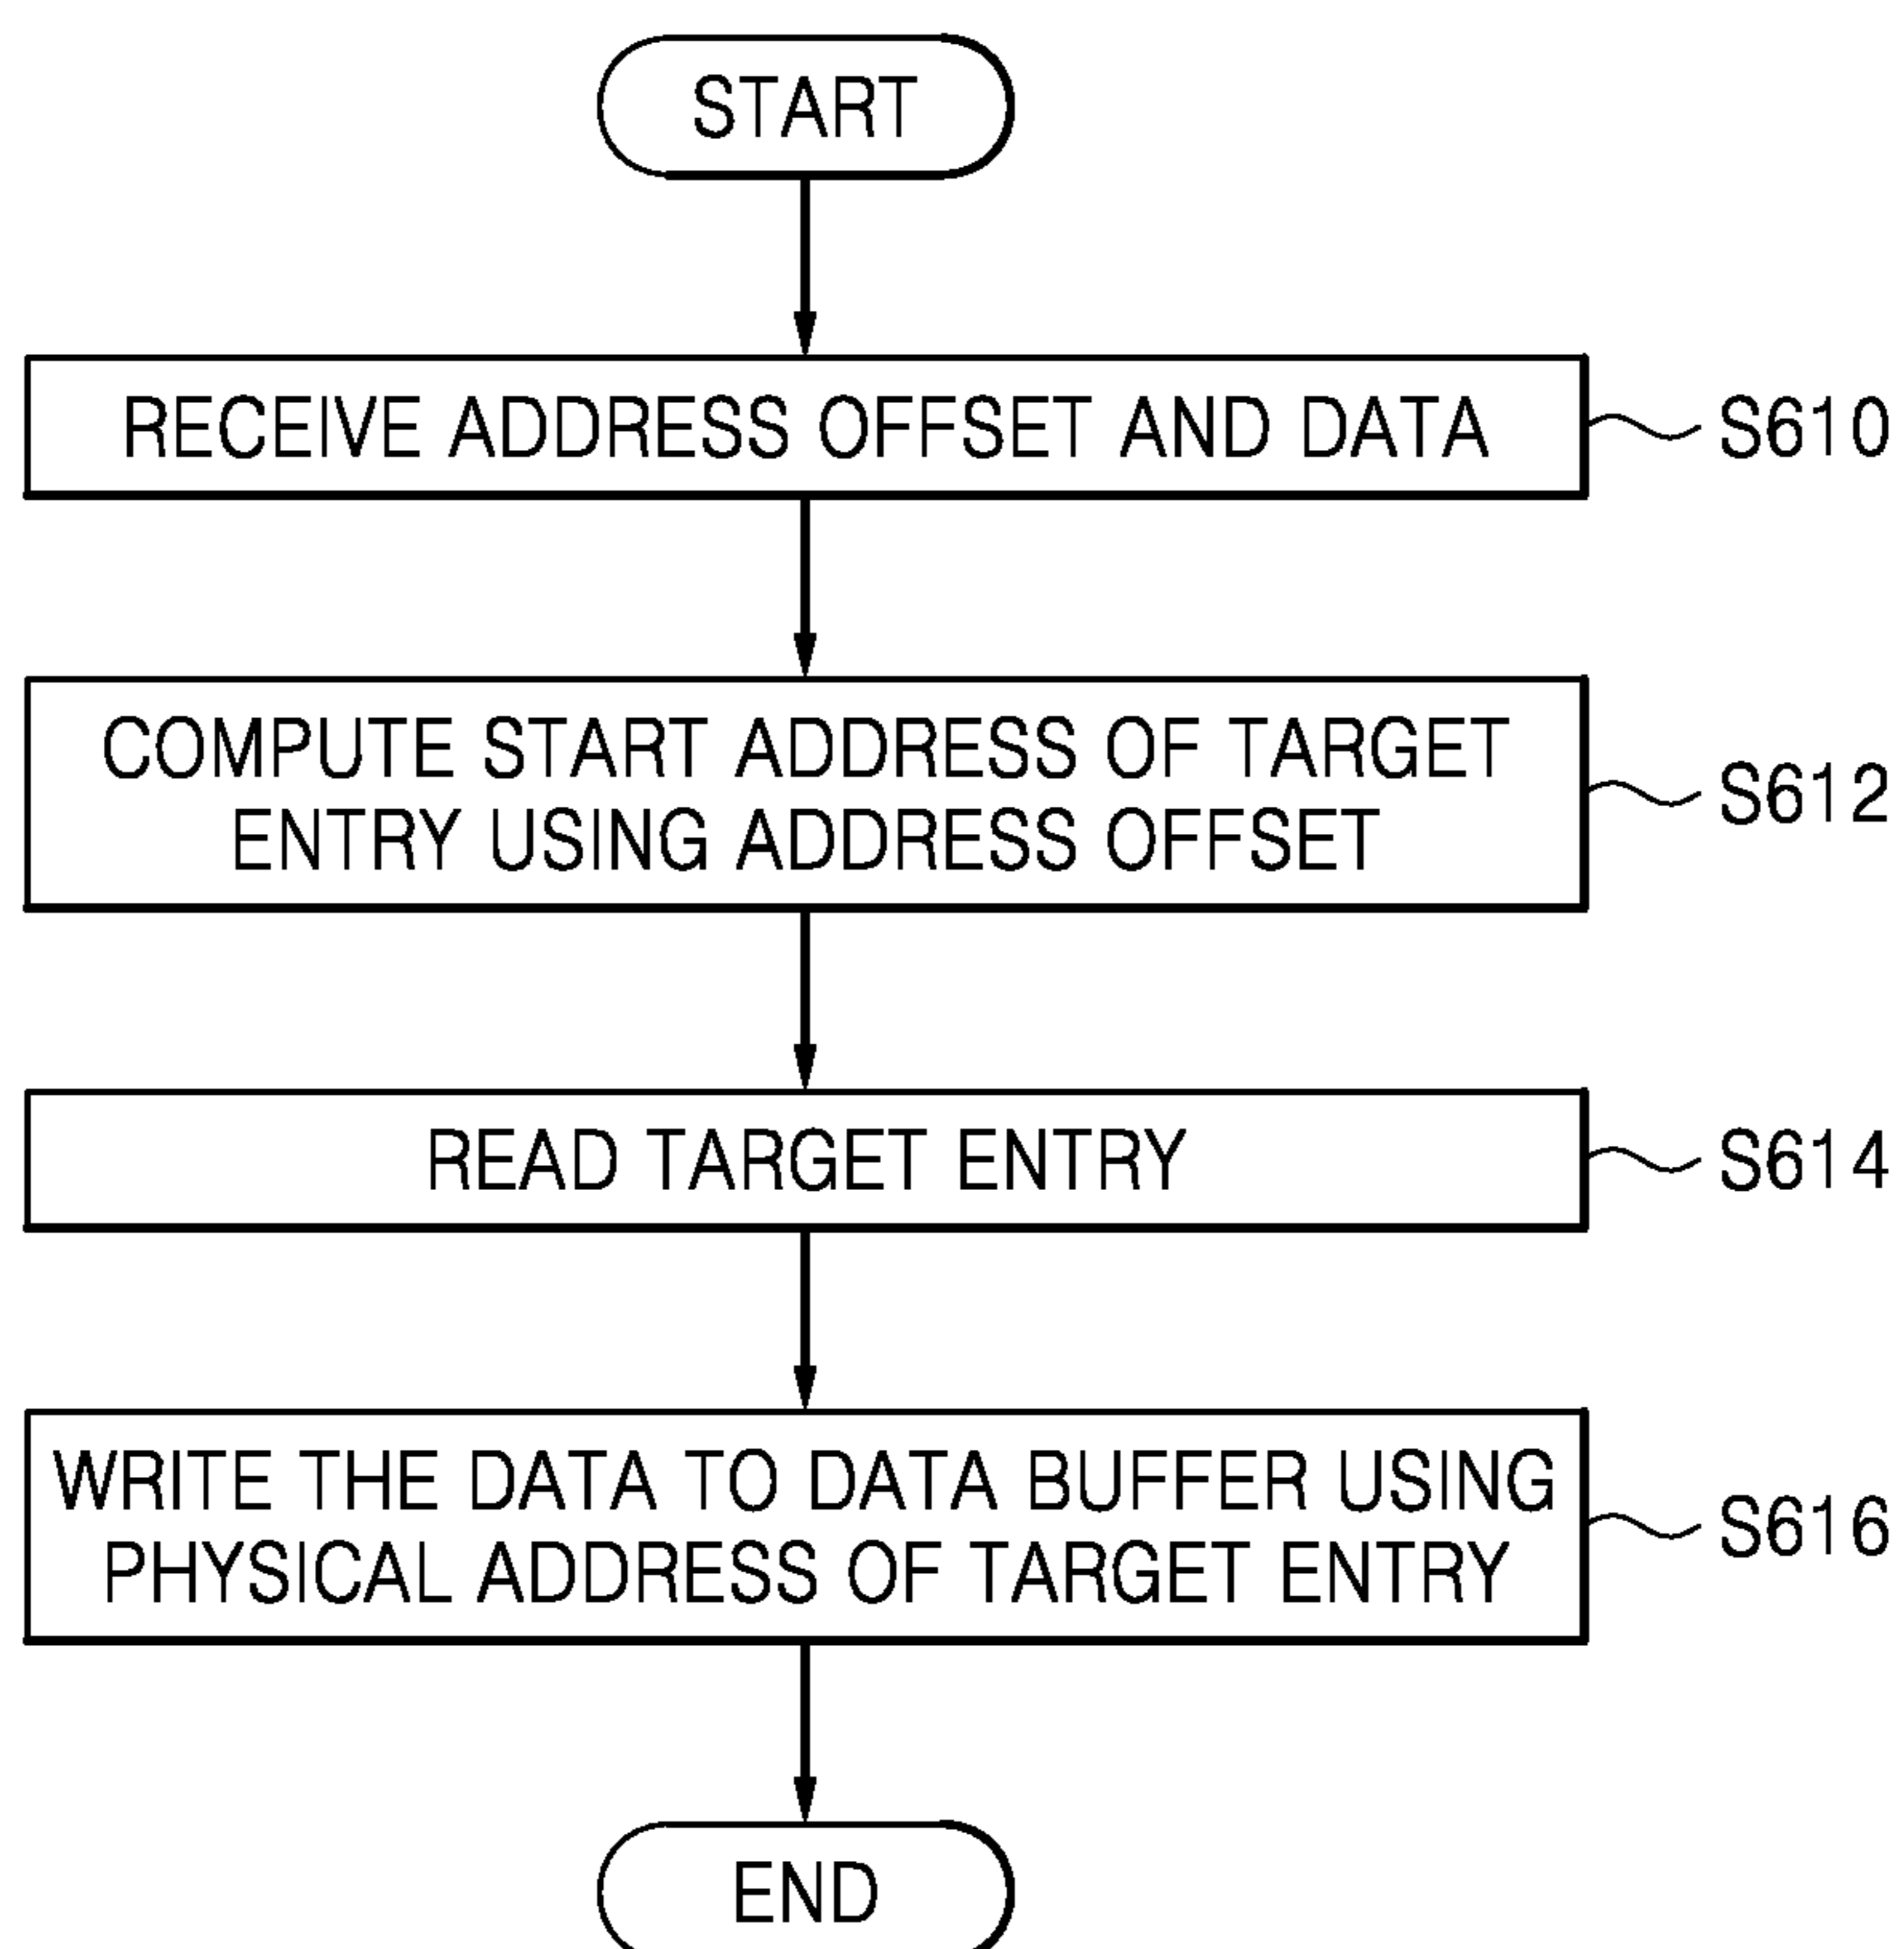 START
RECEIVE ADDRESS OFFSET AND DATA
S610
COMPUTE START ADDRESS OF TARGET
ENTRY USING ADDRESS OFFSET
S612
READ TARGET ENTRY
S614
WRITE THE DATA TO DATA BUFFER USING
PHYSICAL ADDRESS OF TARGET ENTRY
S616
END